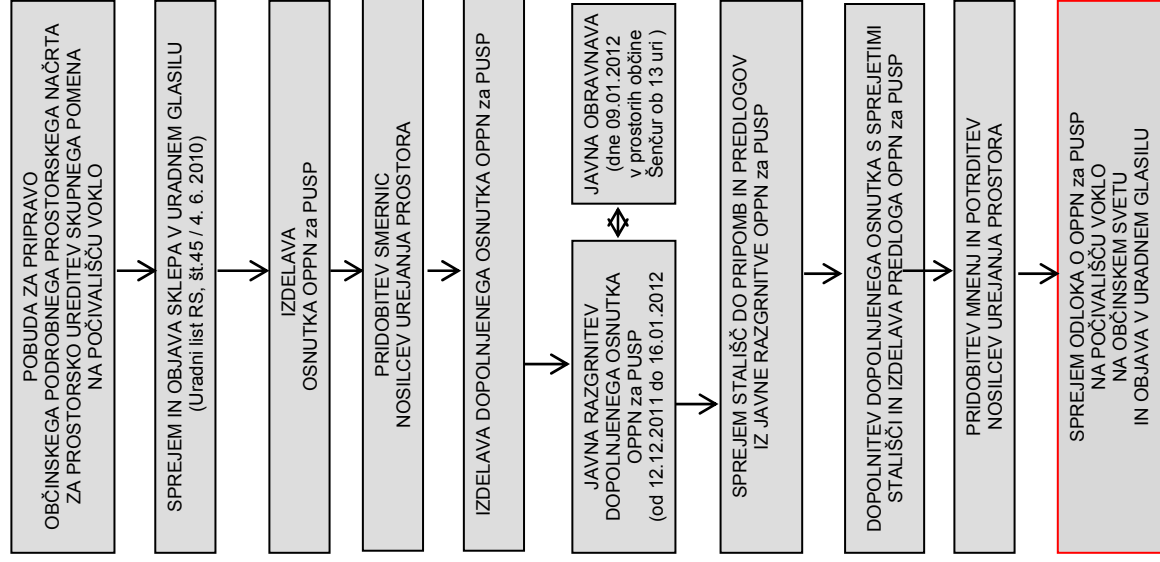 POBUDA ZA PRIPRAVO
OBČINSKEGA PODROBNEGA PROSTORSKEGA NAČRTA
ZA PROSTORSKO UREDITEV SKUPNEGA POMENA
NA POČIVALIŠČU VOKLO
SPREJEM IN OBJAVA SKLEPA V URADNEM GLASILU
(Uradni list RS, št.45 / 4. 6. 2010)
IZDELAVA
OSNUTKA OPPN za PUSP
PRIDOBITEV SMERNIC
NOSILCEV UREJANJA PROSTORA
IZDELAVA DOPOLNJENEGA OSNUTKA OPPN za PUSP
JAVNA RAZGRNITEV
DOPOLNJENEGA OSNUTKA
OPPN za PUSP
(od 12.12.2011 do 16.01.2012
JAVNA OBRAVNAVA
(dne 09.01.2012
v prostorih občine
Šenčur ob 13 uri )
SPREJEM STALIŠČ DO PRIPOMB IN PREDLOGOV
IZ JAVNE RAZGRNITVE OPPN za PUSP
DOPOLNITEV DOPOLNJENEGA OSNUTKA S SPREJETIMI
STALIŠČI IN IZDELAVA PREDLOGA OPPN za PUSP
PRIDOBITEV MNENJ IN POTRDITEV
NOSILCEV UREJANJA PROSTORA
SPREJEM ODLOKA O OPPN za PUSP
NA POČIVALIŠČU VOKLO
NA OBČINSKEM SVETU
IN OBJAVA V URADNEM GLASILU